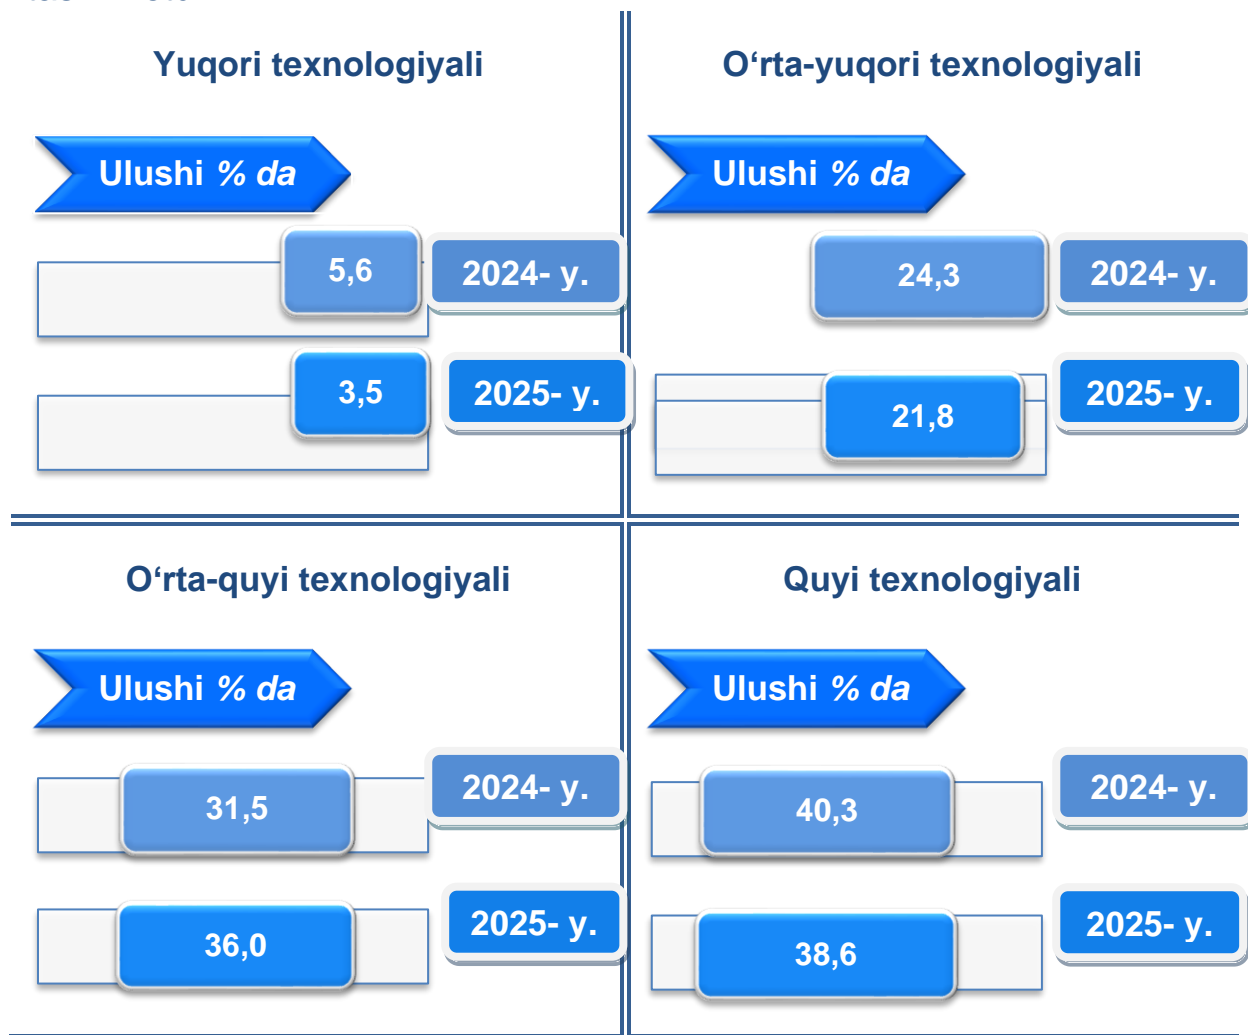 Yuqori texnologiyali
Ulushi % da
5,6
2024- y.
3,5
2025- y.
O‘rta-yuqori texnologiyali
Ulushi % da
24,3
2024- y.
21,8
2025- y.
O‘rta-quyi texnologiyali
Ulushi % da
31,5
2024- y.
36,0
2025- y.
Quyi texnologiyali
Ulushi % da
40,3
2024- y.
38,6
2025- y.